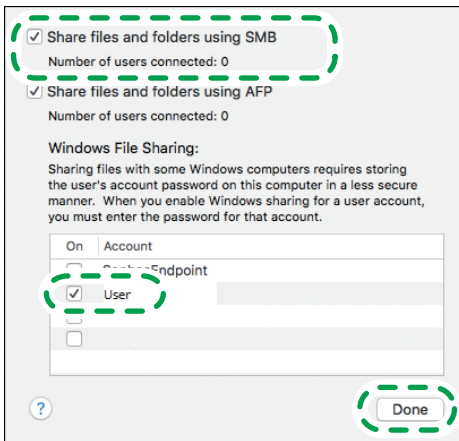 Share files and folders using SMB
Number of users connected: 0
Share files and folders using AFP
Number of users connected: 0
Windows File Sharing:
Sharing files with some Windows computers requires storing
the user's account password on this computer in a less secure
manner. When you enable Windows sharing for a user account,
you must enter the password for that account.
On Account
SophosEndpoint
User
? Done